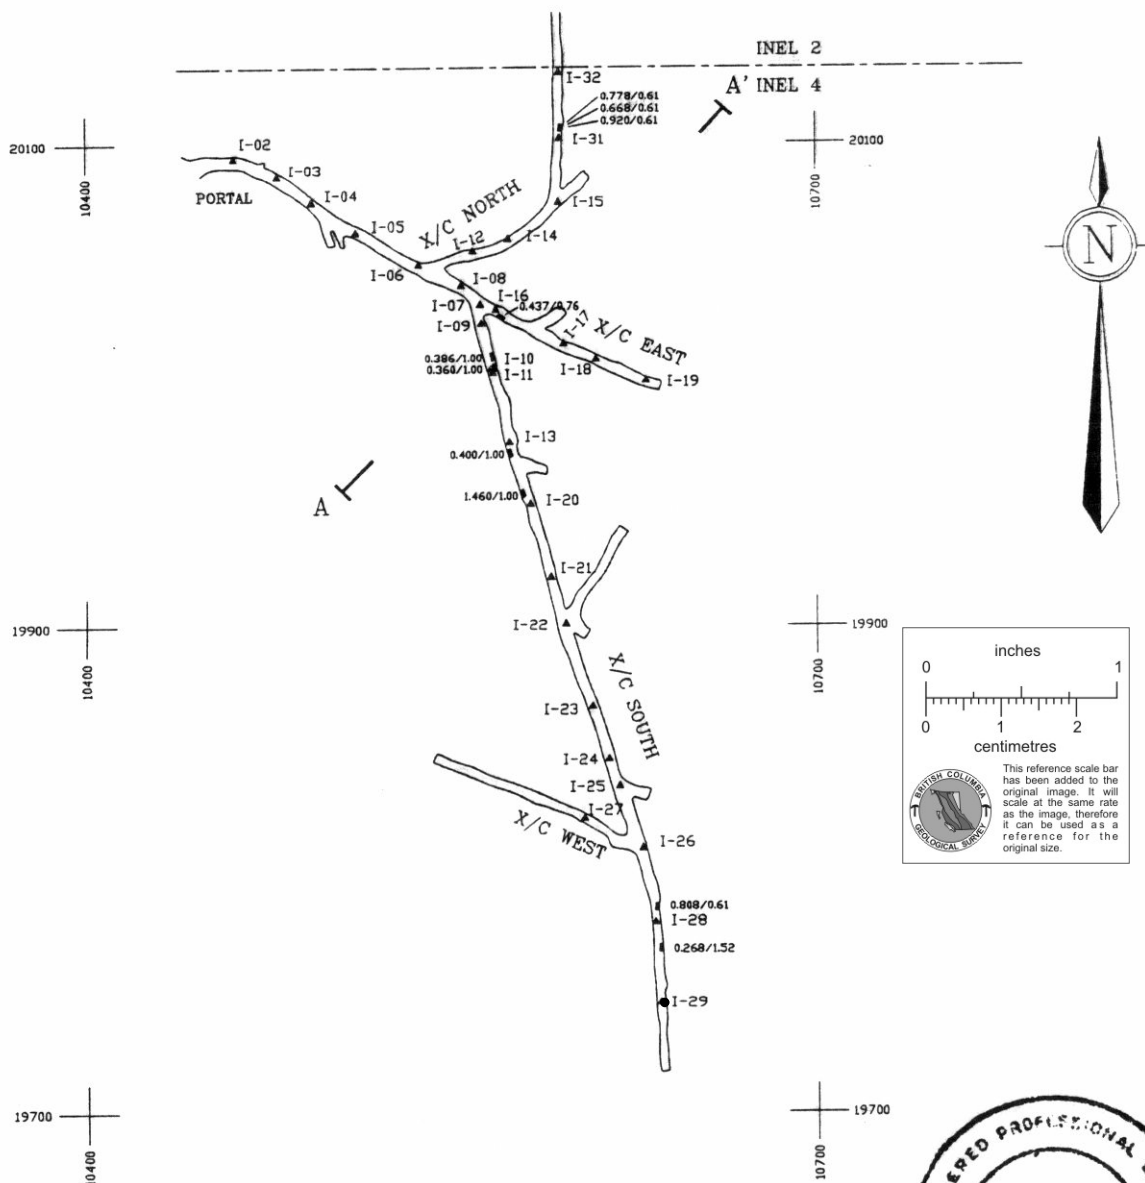 INEL 2
I-32
A' INEL 4
0.778/0.61
0.668/0.61
0.920/0.61
I-31
20100
20100
I-02
I-03
PORTAL
I-04
10400
10700
I-15
X/C NORTH
I-05
I-12
I-14
N
I-06
I-08
I-07
I-16
0.437/0.76
I-09
I-17
X/C EAST
0.386/1.00
I-10
0.360/1.00
I-11
I-18
I-19
I-13
0.400/1.00
A
1.460/1.00
I-20
I-21
19900
I-22
19900
10400
10700
X/C SOUTH
I-23
I-24
I-25
I-27
X/C WEST
I-26
0.808/0.61
I-28
0.268/1.52
I-29
19700
19700
10400
10700
inches
0 1
0 1 2
centimetres
BRITISH COLUMBIA
GEOLOGICAL SURVEY
This reference scale bar
has been added to the
original image. It will
scale at the same rate
as the image, therefore
it can be used as a
reference for the
original size.
ERED PROFESSIONAL